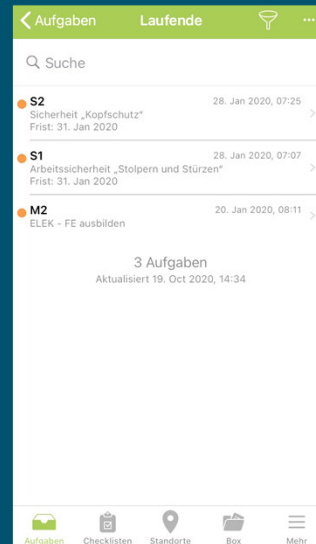 Aufgaben Laufende ...
Suche
S2 28. Jan 2020, 07:25
Sicherheit „Kopfschutz"
Frist: 31. Jan 2020
S1 28. Jan 2020, 07:07
Arbeitssicherheit „Stolpern und Stürzen"
Frist: 31. Jan 2020
M2 20. Jan 2020, 08:11
ELEK - FE ausbilden
3 Aufgaben
Aktualisiert 19. Oct 2020, 14:34
Aufgaben Checklisten Standorte Box Mehr